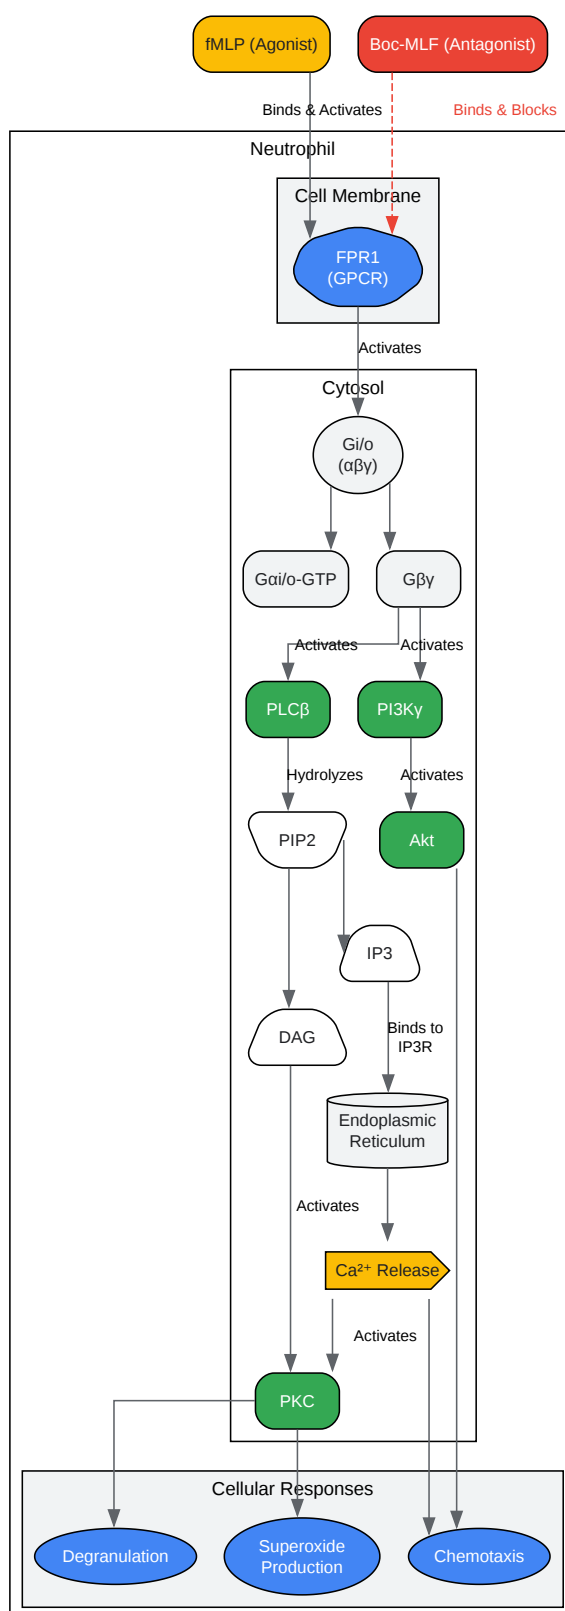 fMLP (Agonist)
Boc-MLF (Antagonist)
Binds & Activates
Binds & Blocks
Neutrophil
Cell Membrane
FPR1
(GPCR)
Activates
Cytosol
Gi/o
(αβγ)
Gαi/o-GTP
Gβγ
Activates
Activates
PLCβ
PI3Kγ
Hydrolyzes
Activates
PIP2
Akt
IP3
DAG
Binds to
IP3R
Endoplasmic
Reticulum
Activates
Ca²⁺ Release
Activates
PKC
Cellular Responses
Degranulation
Superoxide
Production
Chemotaxis